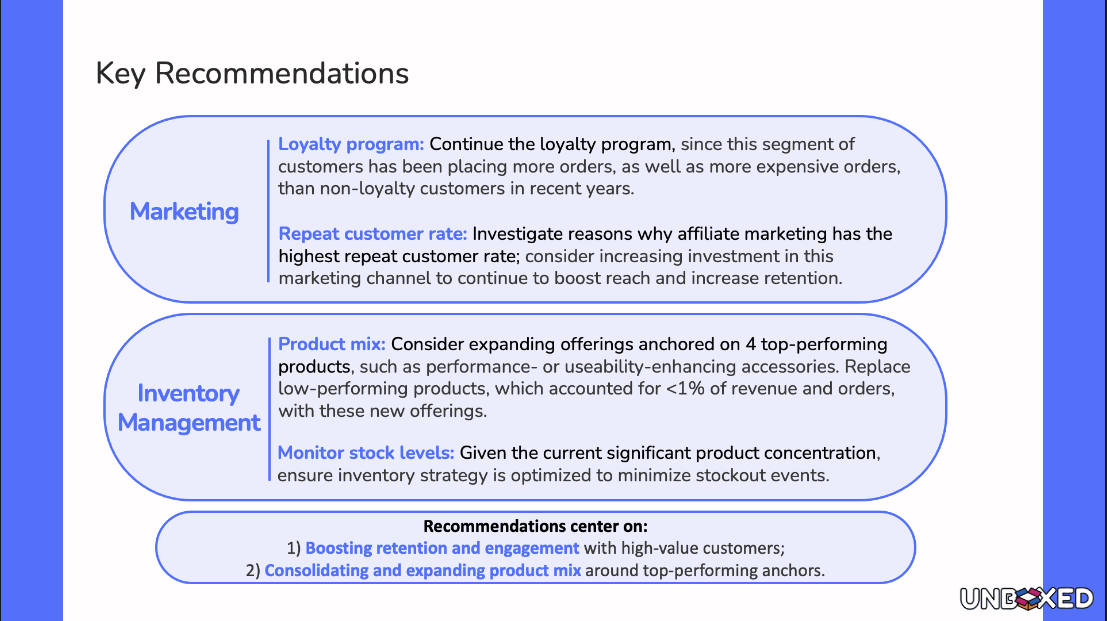 Key Recommendations
Marketing
Loyalty program: Continue the loyalty program, since this segment of
customers has been placing more orders, as well as more expensive orders,
than non-loyalty customers in recent years.
Repeat customer rate: Investigate reasons why affiliate marketing has the
highest repeat customer rate; consider increasing investment in this
marketing channel to continue to boost reach and increase retention.
Inventory
Management
Product mix: Consider expanding offerings anchored on 4 top-performing
products, such as performance- or useability-enhancing accessories. Replace
low-performing products, which accounted for <1% of revenue and orders,
with these new offerings.
Monitor stock levels: Given the current significant product concentration,
ensure inventory strategy is optimized to minimize stockout events.
Recommendations center on:
1) Boosting retention and engagement with high-value customers;
2) Consolidating and expanding product mix around top-performing anchors.
UNBOXED